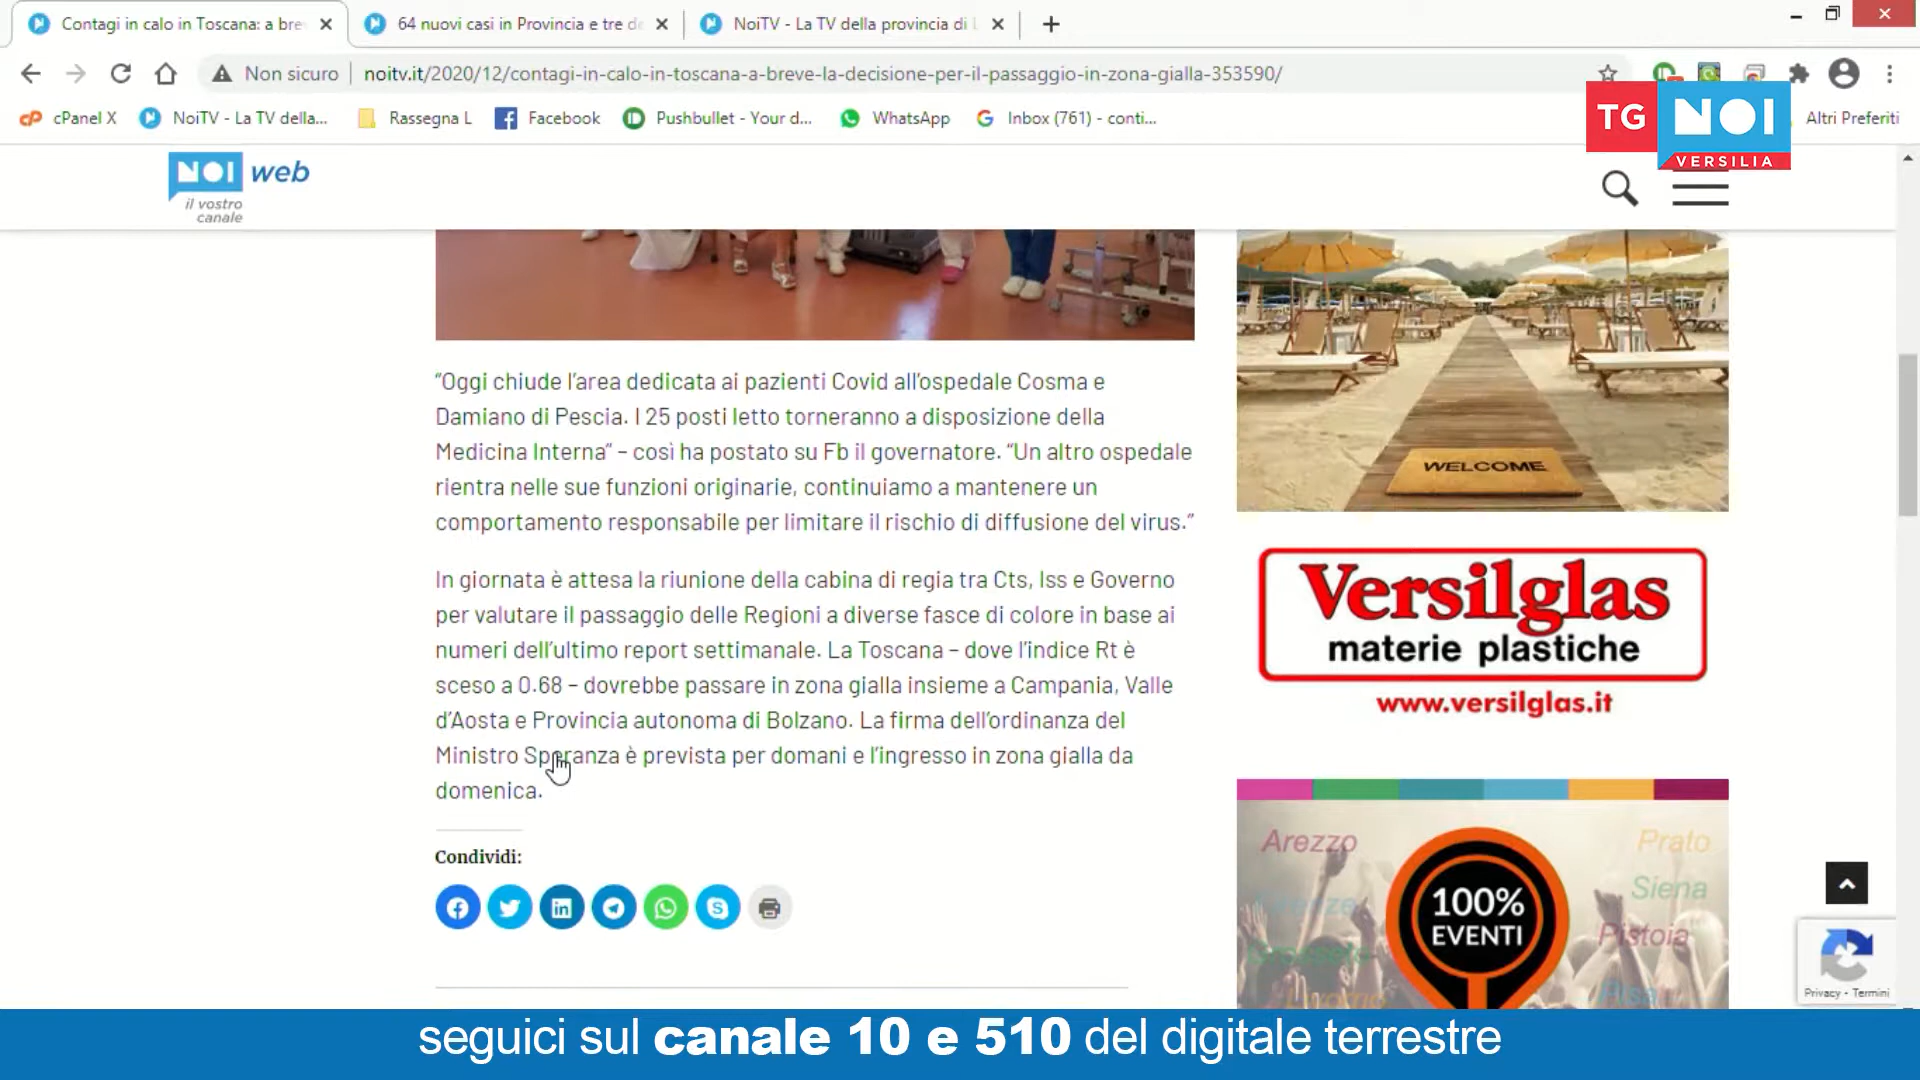 Contagi in calo in Toscana: a bre
64 nuovi casi in Provincia e tre de
NoiTV - La TV della provincia di
Non sicuro
noitv.it/2020/12/contagi-in-calo-in-toscana-a-breve-la-decisione-per-il-passaggio-in-zona-gialla-353590/
cPanel X
NoiTV - La TV della...
Rassegna L
Facebook
Pushbullet - Your d...
WhatsApp
Inbox (761) - conti...
Altri Preferiti
TG NOI
VERSILIA
NOI web
il vostro
canale
“Oggi chiude l’area dedicata ai pazienti Covid all’ospedale Cosma e
Damiano di Pescia. I 25 posti letto torneranno a disposizione della
Medicina Interna” – così ha postato su Fb il governatore. “Un altro ospedale
rientra nelle sue funzioni originarie, continuiamo a mantenere un
comportamento responsabile per limitare il rischio di diffusione del virus.”
In giornata è attesa la riunione della cabina di regia tra Cts, Iss e Governo
per valutare il passaggio delle Regioni a diverse fasce di colore in base ai
numeri dell’ultimo report settimanale. La Toscana – dove l’indice Rt è
sceso a 0.68 – dovrebbe passare in zona gialla insieme a Campania, Valle
d’Aosta e Provincia autonoma di Bolzano. La firma dell’ordinanza del
Ministro Speranza è prevista per domani e l’ingresso in zona gialla da
domenica.
Condividi:
WELCOME
Versilglas
materie plastiche
www.versilglas.it
Arezzo
Prato
Siena
Pistoia
Pisa
100%
EVENTI
Privacy - Termini
seguici sul canale 10 e 510 del digitale terrestre